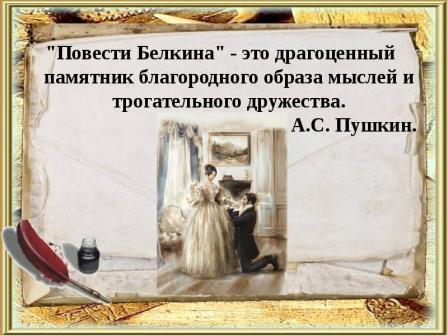 "Повести Белкина" - это драгоценный
памятник благородного образа мыслей и
трогательного дружества.
А.С. Пушкин.